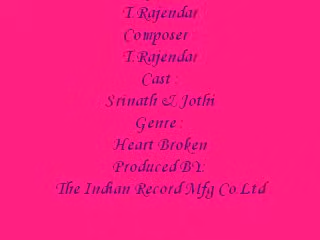 T.Rajendar
Composer
T.Rajendar
Cast :
Srinath & Jothi
Genre :
Heart Broken
Produced BY:
The Indian Record Mfg Co Ltd